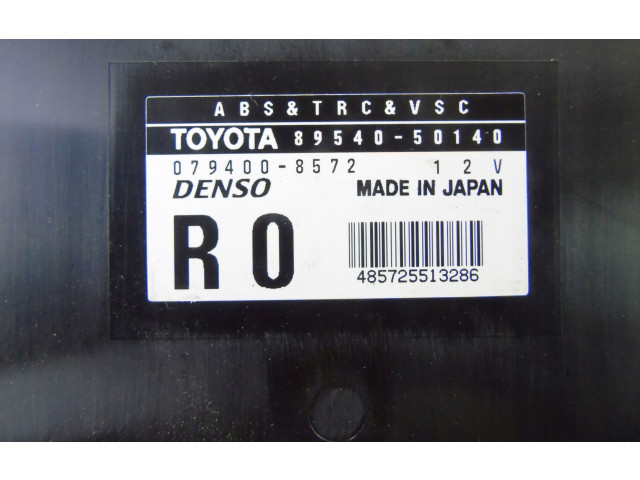 ABS&TRC&VSC
TOYOTA 89540-50140
079400-8572 12V
DENSO MADE IN JAPAN
R0
485725513286